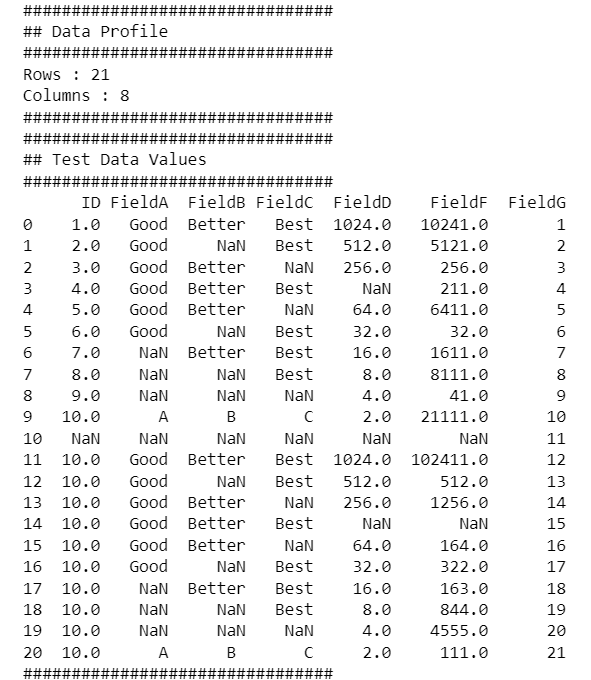 ################################
## Data Profile
################################
Rows : 21
Columns : 8
################################
################################
## Test Data Values
################################
      ID FieldA  FieldB FieldC  FieldD    FieldF  FieldG
0    1.0   Good  Better   Best  1024.0   10241.0       1
1    2.0   Good     NaN   Best   512.0    5121.0       2
2    3.0   Good  Better    NaN   256.0     256.0       3
3    4.0   Good  Better   Best     NaN     211.0       4
4    5.0   Good  Better    NaN    64.0    6411.0       5
5    6.0   Good     NaN   Best    32.0      32.0       6
6    7.0    NaN  Better   Best    16.0    1611.0       7
7    8.0    NaN     NaN   Best     8.0    8111.0       8
8    9.0    NaN     NaN    NaN     4.0      41.0       9
9   10.0      A       B      C     2.0   21111.0      10
10   NaN    NaN     NaN    NaN     NaN       NaN      11
11  10.0   Good  Better   Best  1024.0  102411.0      12
12  10.0   Good     NaN   Best   512.0     512.0      13
13  10.0   Good  Better    NaN   256.0    1256.0      14
14  10.0   Good  Better   Best     NaN       NaN      15
15  10.0   Good  Better    NaN    64.0     164.0      16
16  10.0   Good     NaN   Best    32.0     322.0      17
17  10.0    NaN  Better   Best    16.0     163.0      18
18  10.0    NaN     NaN   Best     8.0     844.0      19
19  10.0    NaN     NaN    NaN     4.0    4555.0      20
20  10.0      A       B      C     2.0     111.0      21
################################